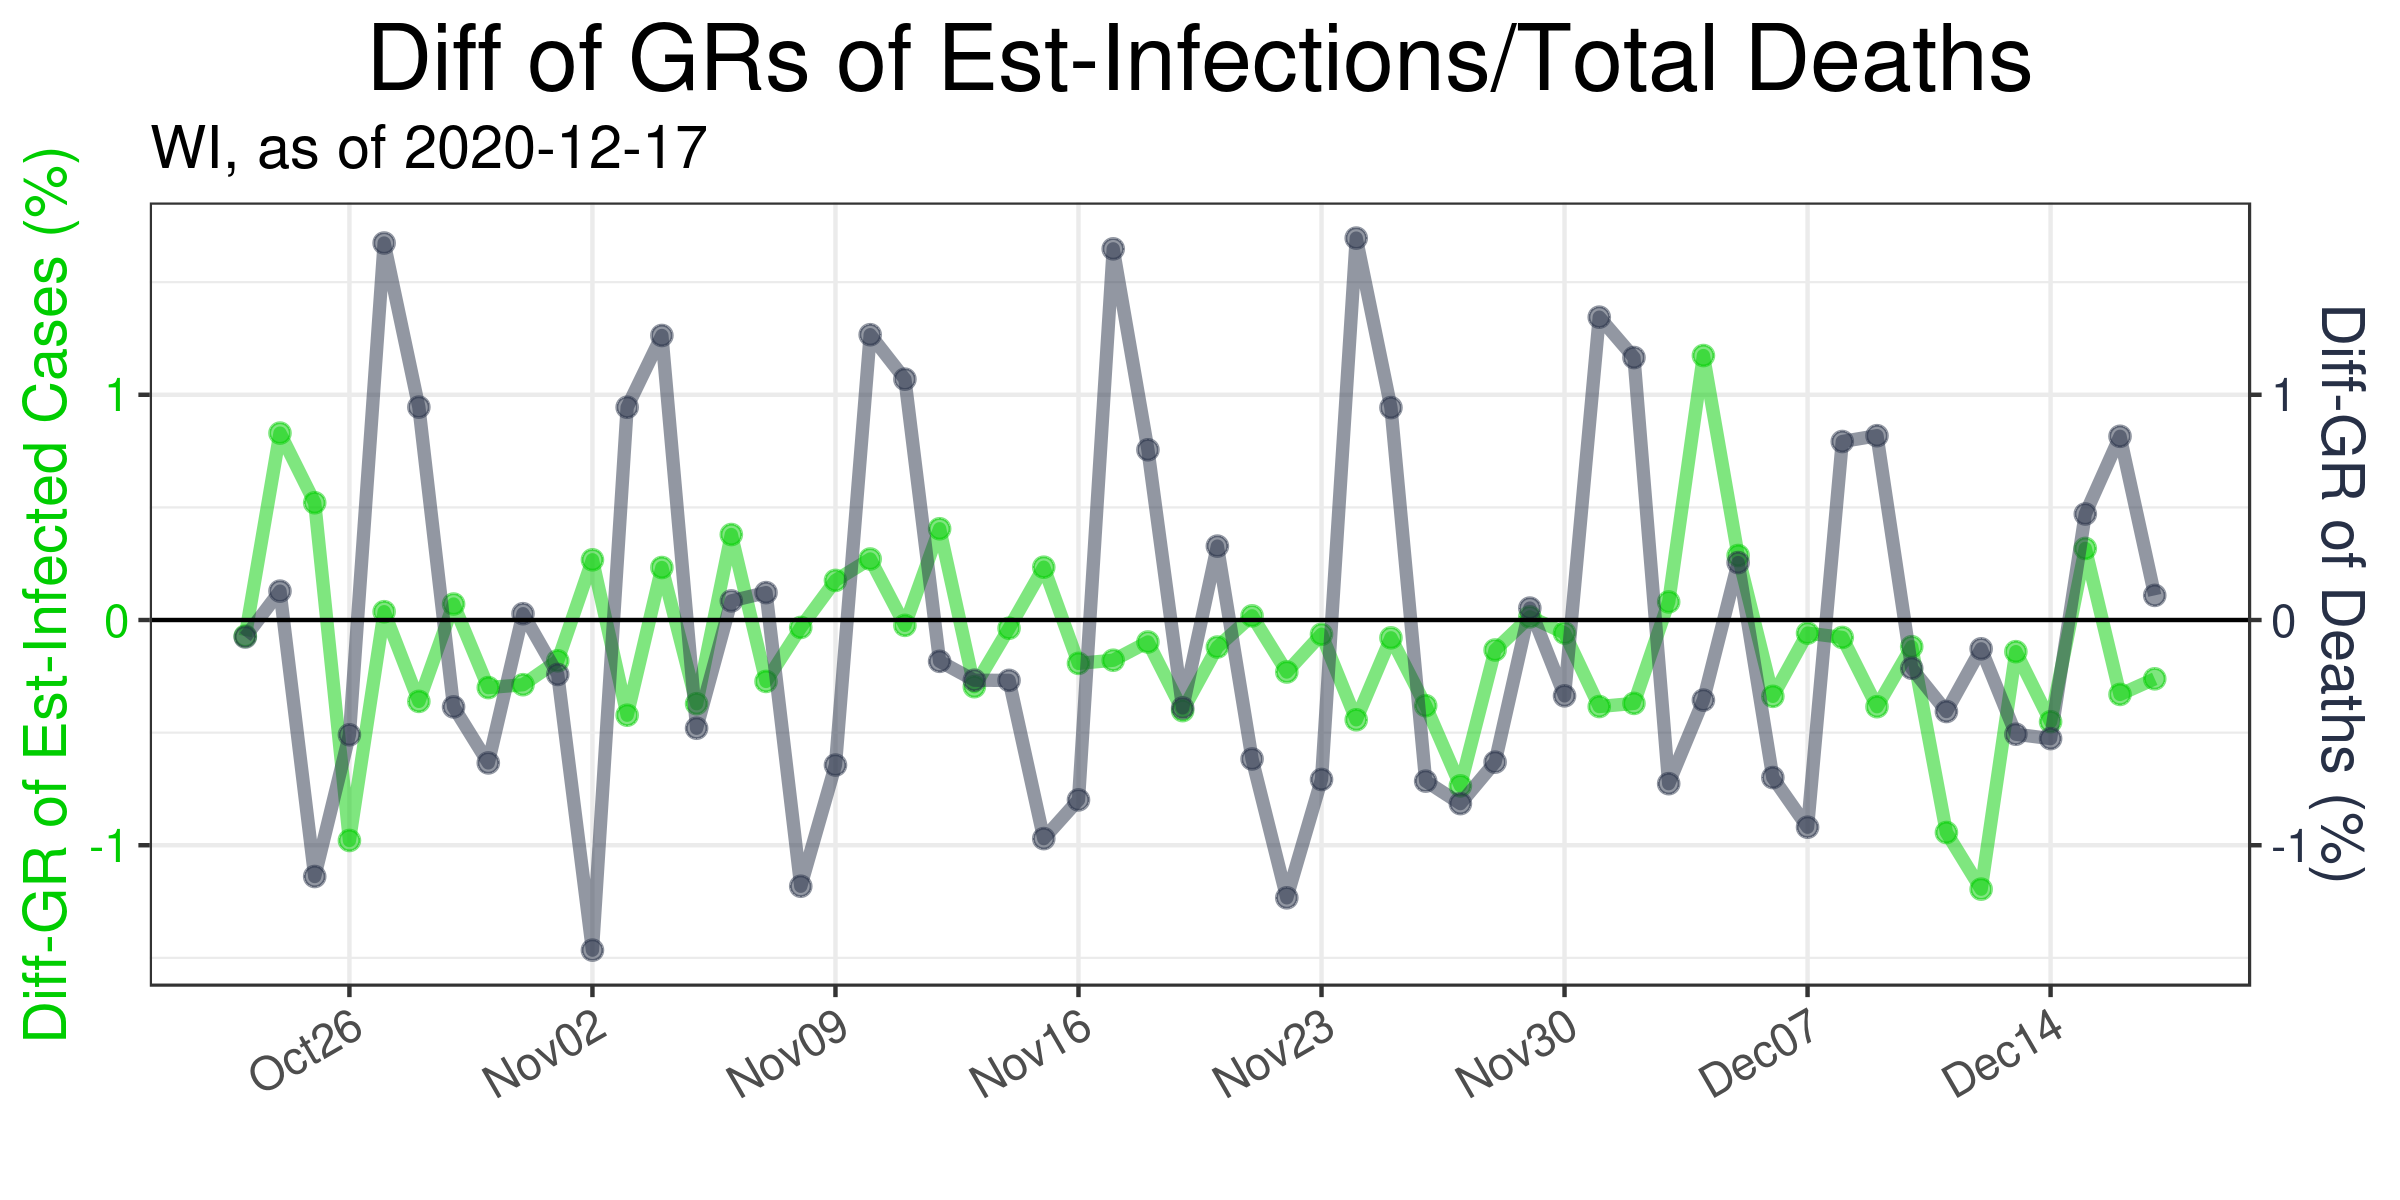 Diff of GRs of Est-Infections/Total Deaths
WI, as of 2020-12-17
Diff-GR of Est-Infected Cases (%)
1
0
-1
1
0
-1
Diff-GR of Deaths (%)
Oct26
Nov02
Nov09
Nov16
Nov23
Nov30
Dec07
Dec14